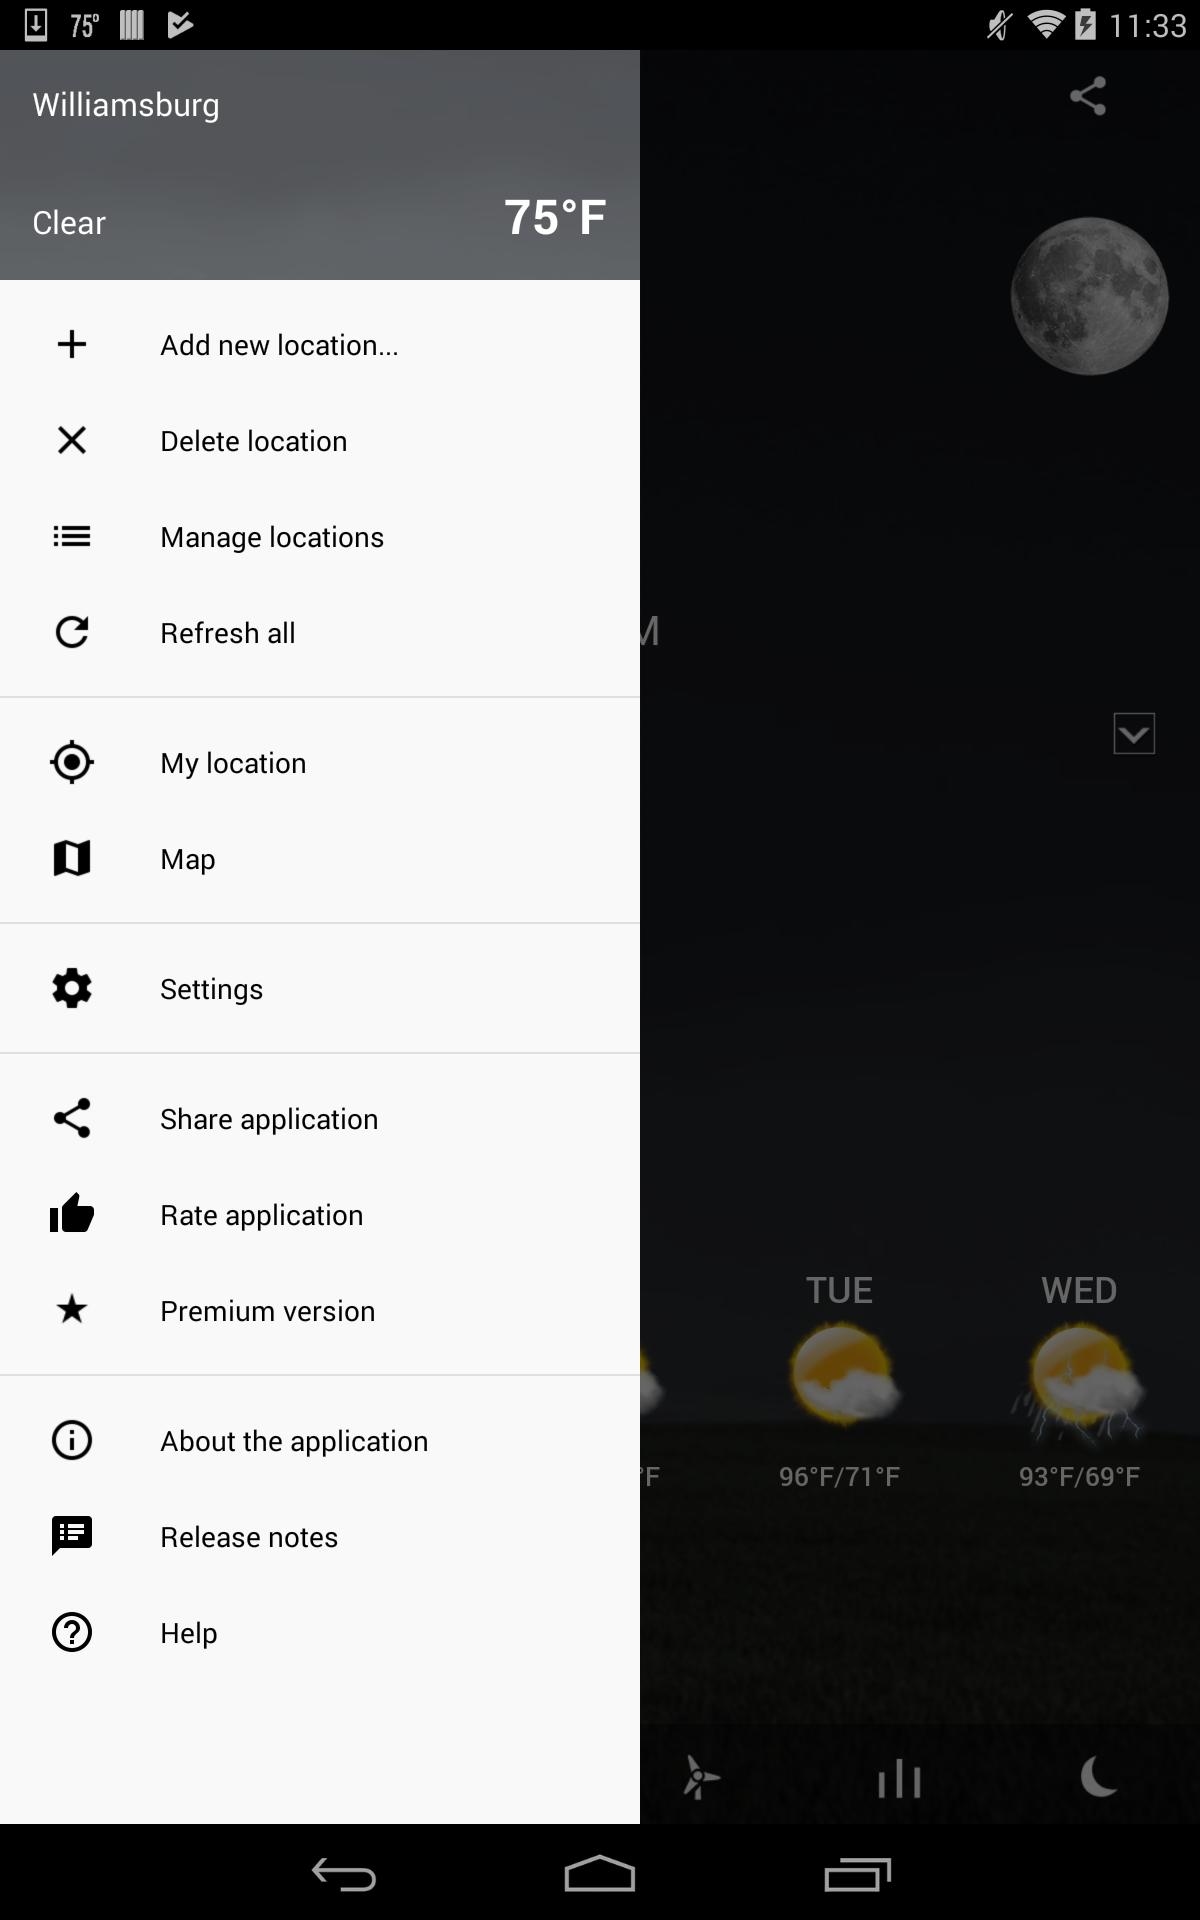 75°
11:33
Williamsburg
Clear
75°F
Add new location...
Delete location
Manage locations
Refresh all
My location
Map
Settings
Share application
Rate application
Premium version
About the application
Release notes
Help
M
TUE
WED
°F
96°F/71°F
93°F/69°F